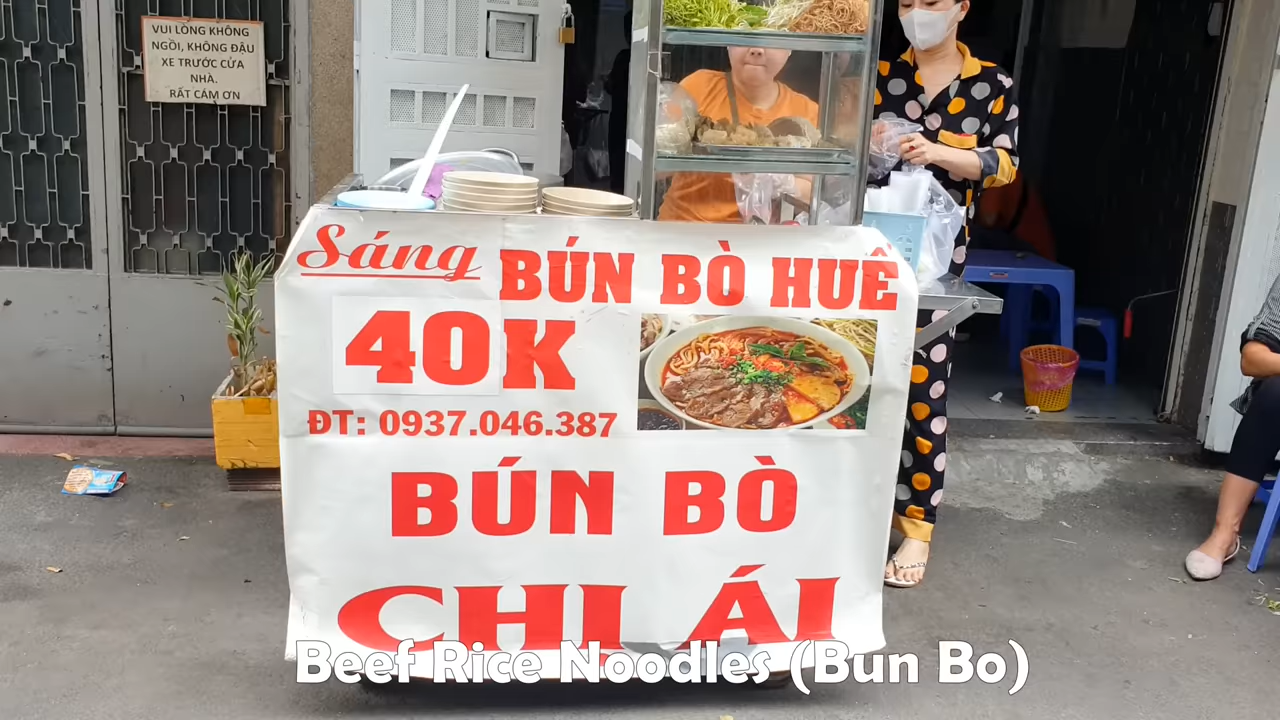 VUI LÒNG KHÔNG
NGỒI, KHÔNG ĐẬU
XE TRƯỚC CỬA
NHÀ.
RẤT CÁM ƠN
Sáng BÚN BÒ HUẾ
40K
ĐT: 0937.046.387
BÚN BÒ
CHỊ ÁI
Beef Rice Noodles (Bun Bo)